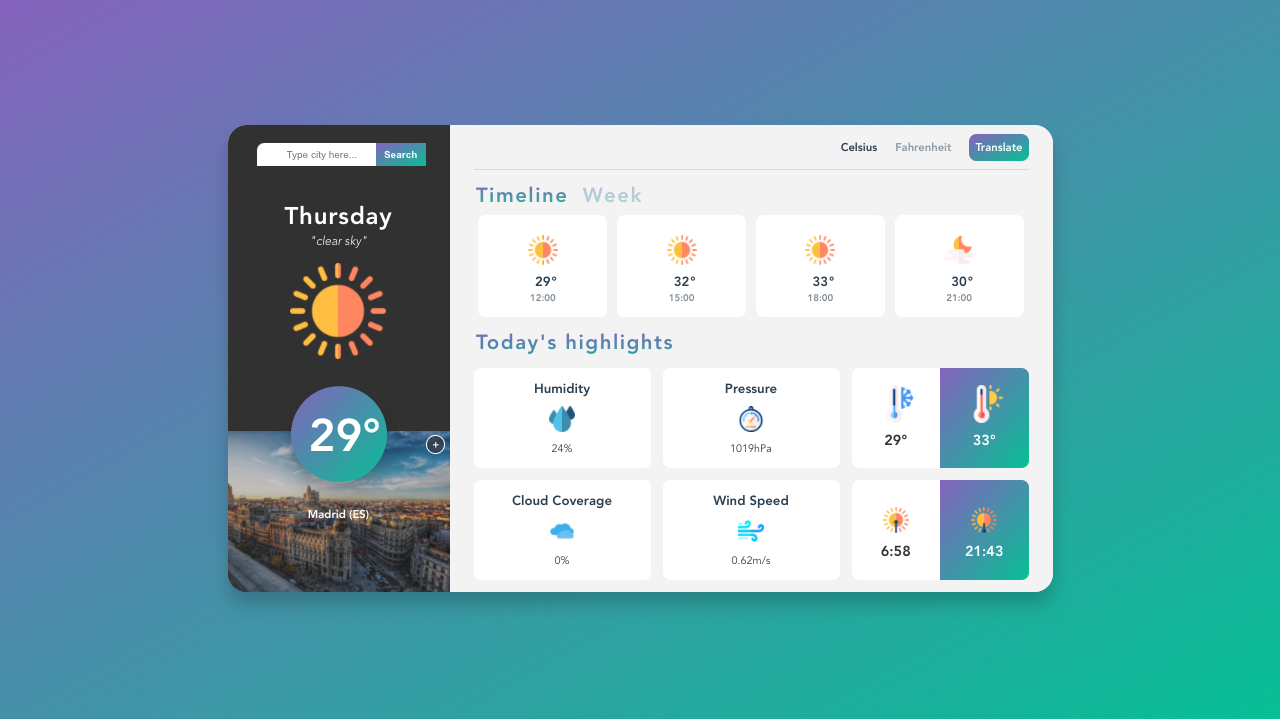 Type city here...
Search
Thursday
"clear sky"
29°
+
Madrid (ES)
Celsius
Fahrenheit
Translate
Timeline
Week
29°
12:00
32°
15:00
33°
18:00
30°
21:00
Today's highlights
Humidity
24%
Pressure
1019hPa
29°
33°
Cloud Coverage
0%
Wind Speed
0.62m/s
6:58
21:43